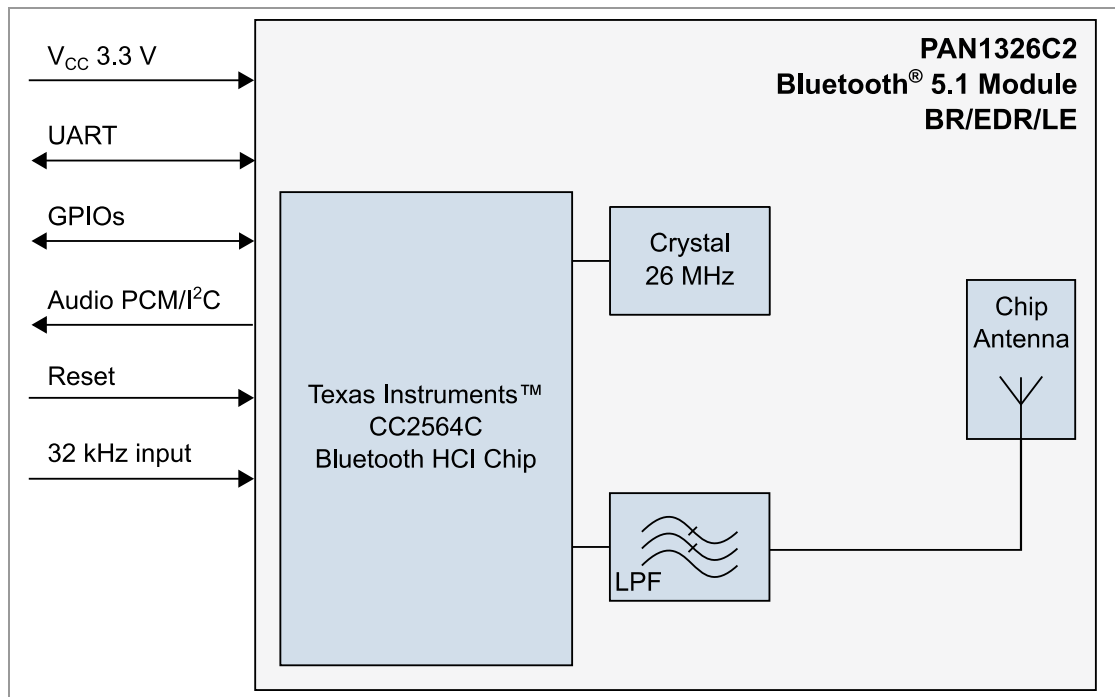 V_CC 3.3 V
UART
GPIOs
Audio PCM/I²C
Reset
32 kHz input
PAN1326C2
Bluetooth® 5.1 Module
BR/EDR/LE
Texas Instruments™
CC2564C
Bluetooth HCI Chip
Crystal
26 MHz
LPF
Chip
Antenna